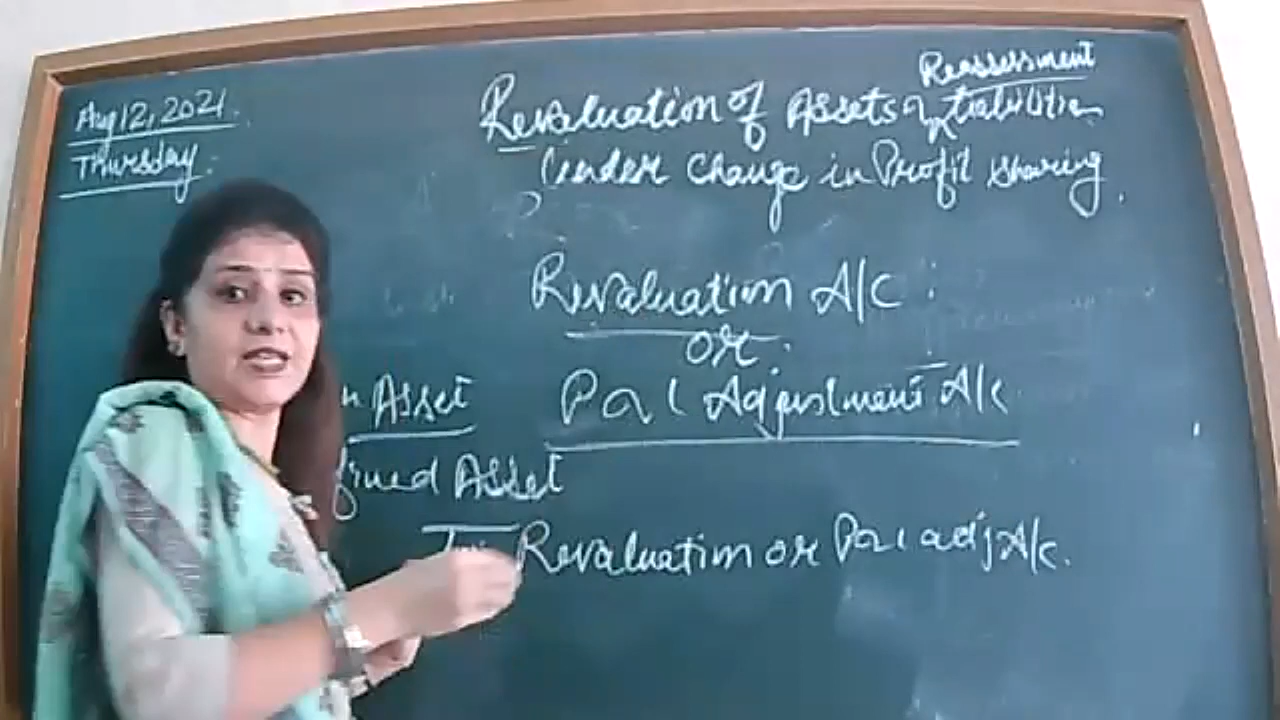 Aug 12, 2021.
Thursday.
Reassessment
Revaluation of Assets & Liabilities
Under Change in Profit Sharing.
Revaluation A/c :
or.
P a L Adjustment A/c
n Asset
Asset
To Revaluation or P a L adj A/c.